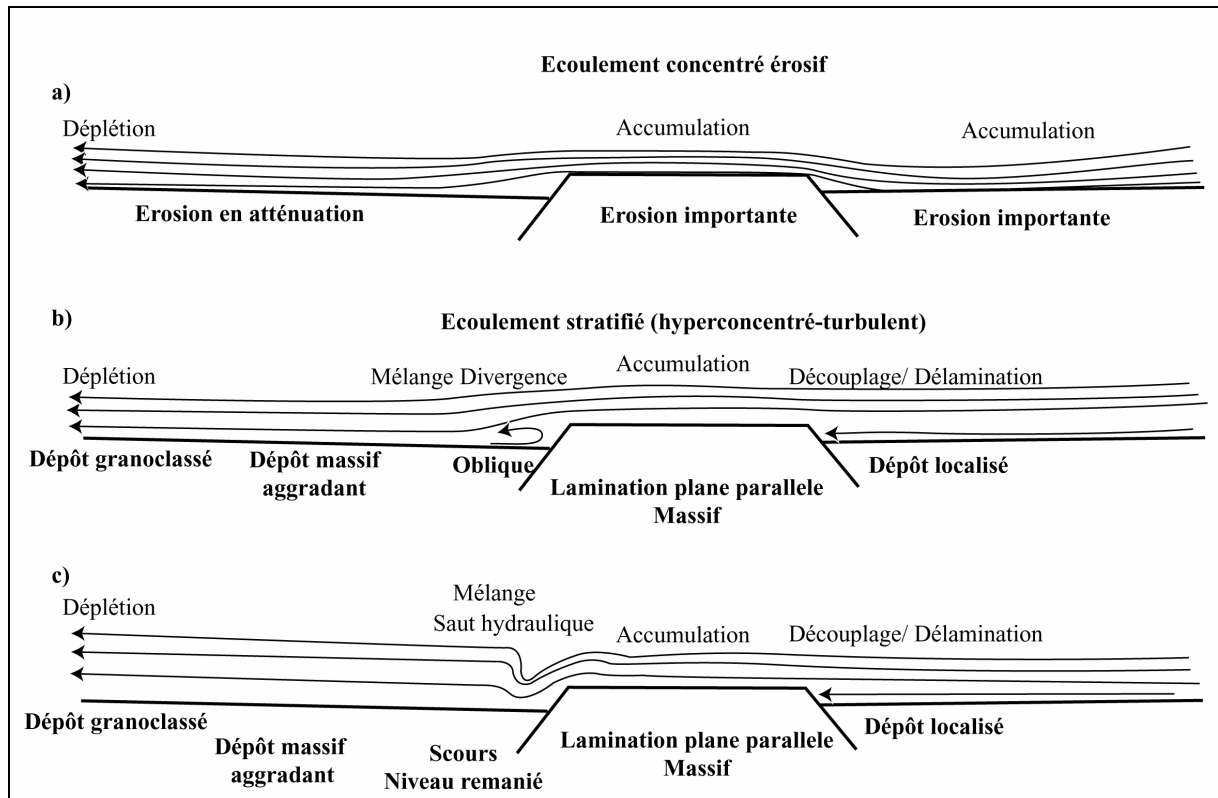 Ecoulement concentré érosif
a)
Déplétion
Accumulation
Accumulation
Erosion en atténuation
Erosion importante
Erosion importante
b)
Ecoulement stratifié (hyperconcentré-turbulent)
Déplétion
Mélange Divergence
Accumulation
Découplage/ Délamination
Dépôt granoclassé
Dépôt massif
aggradant
Oblique
Lamination plane parallele
Massif
Dépôt localisé
c)
Déplétion
Mélange
Saut hydraulique
Accumulation
Découplage/ Délamination
Dépôt granoclassé
Dépôt massif
aggradant
Scours
Niveau remanié
Lamination plane parallele
Massif
Dépôt localisé